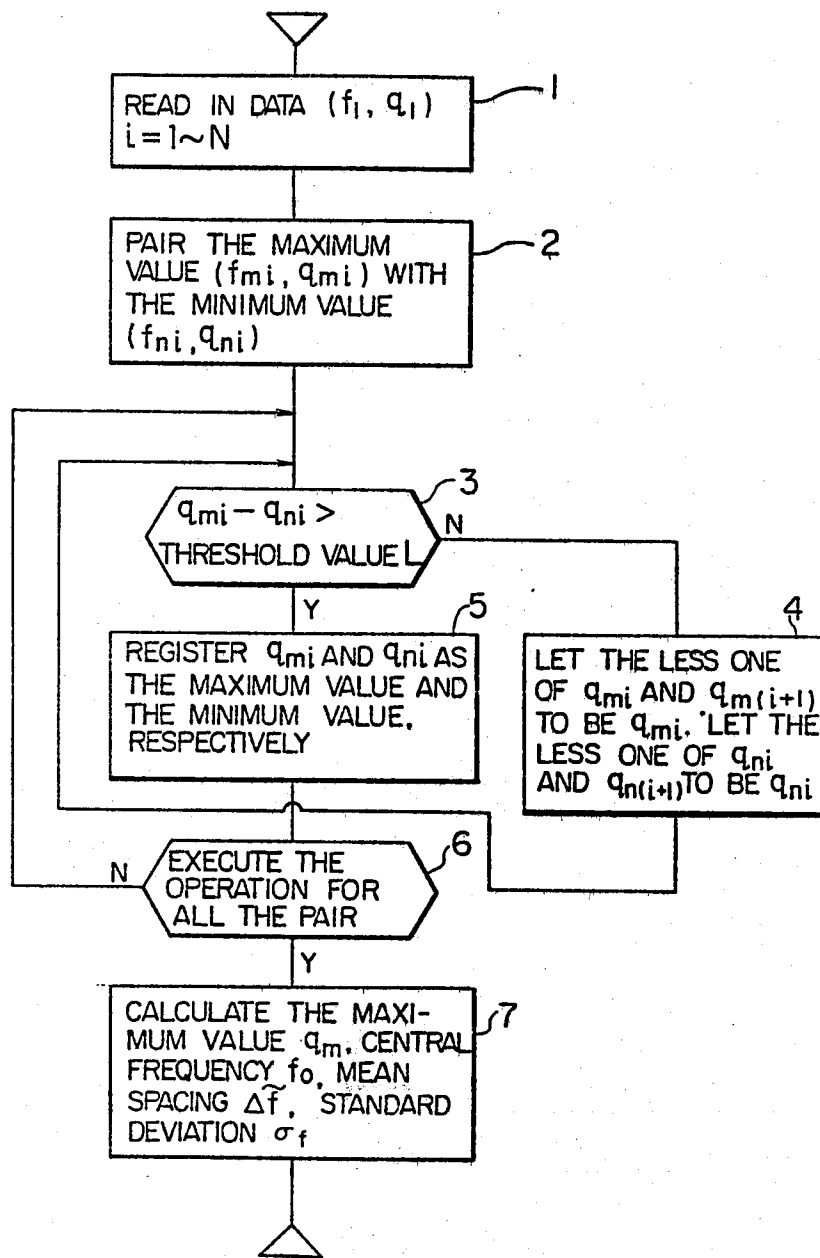 READ IN DATA (f1, q1)
i = 1~N
1
PAIR THE MAXIMUM
VALUE (fmi, qmi) WITH
THE MINIMUM VALUE
(fni, qni)
2
qmi − qni >
THRESHOLD VALUE L
3
N
Y
REGISTER qmi AND qni AS
THE MAXIMUM VALUE AND
THE MINIMUM VALUE,
RESPECTIVELY
5
LET THE LESS ONE
OF qmi AND qm(i+1)
TO BE qmi. LET THE
LESS ONE OF qni
AND qn(i+1) TO BE qni
4
EXECUTE THE
OPERATION FOR
ALL THE PAIR
6
N
Y
CALCULATE THE MAXI-
MUM VALUE qm, CENTRAL
FREQUENCY fo, MEAN
SPACING Δf̃, STANDARD
DEVIATION σf
7